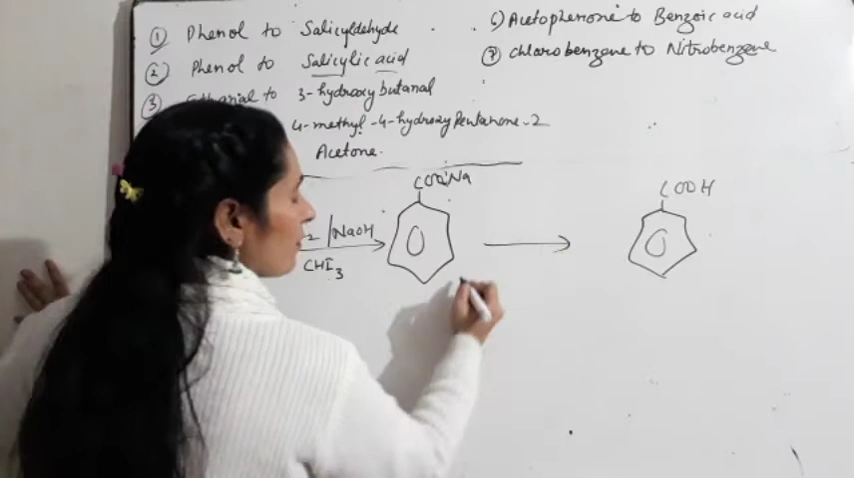 ① Phenol to Salicyldehyde
② Phenol to Salicylic acid
③ to 3-hydroxy butanal
4-methyl-4-hydroxy Pentanone-2
Acetone.
6) Acetophenone to Benzoic acid
⑦ Chlorobenzene to Nitrobenzene
2 / NaOH
CHI3
COONa
COOH